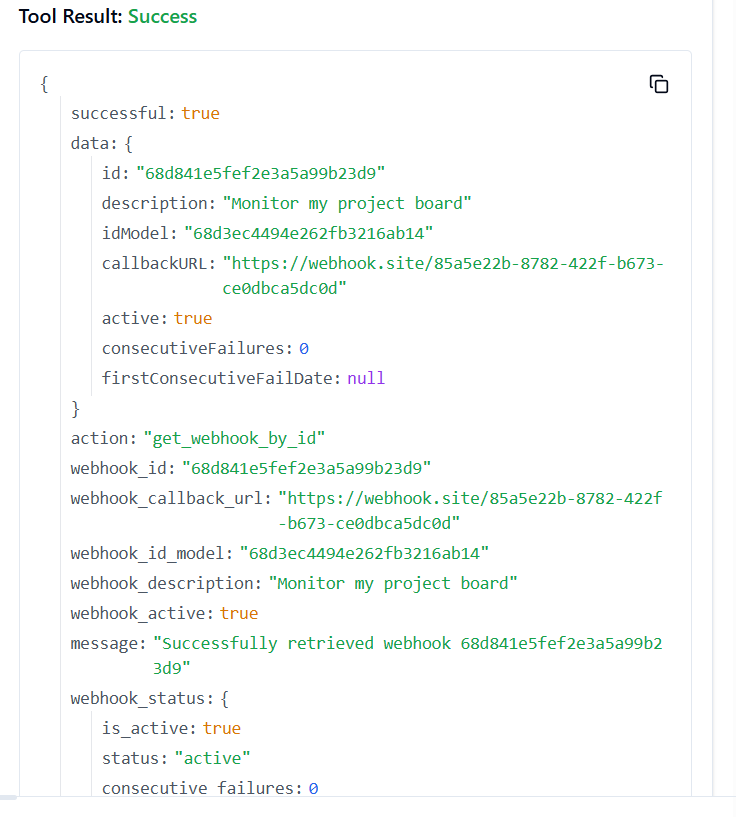 Tool Result: Success
{
successful: true
data: {
id: "68d841e5fef2e3a5a99b23d9"
description: "Monitor my project board"
idModel: "68d3ec4494e262fb3216ab14"
callbackURL: "https://webhook.site/85a5e22b-8782-422f-b673-
ce0dbca5dc0d"
active: true
consecutiveFailures: 0
firstConsecutiveFailDate: null
}
action: "get_webhook_by_id"
webhook_id: "68d841e5fef2e3a5a99b23d9"
webhook_callback_url: "https://webhook.site/85a5e22b-8782-422f
-b673-ce0dbca5dc0d"
webhook_id_model: "68d3ec4494e262fb3216ab14"
webhook_description: "Monitor my project board"
webhook_active: true
message: "Successfully retrieved webhook 68d841e5fef2e3a5a99b2
3d9"
webhook_status: {
is_active: true
status: "active"
consecutive_failures: 0